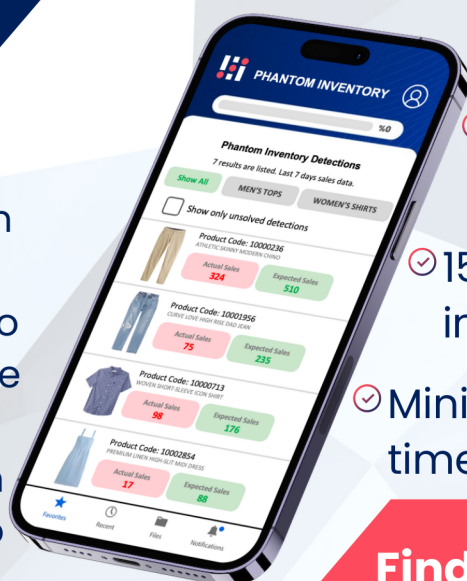 PHANTOM INVENTORY
%0
Phantom Inventory Detections
7 results are listed. Last 7 days sales data.
Show All
MEN'S TOPS
WOMEN'S SHIRTS
Show only unsolved detections
Product Code: 10000236
ATHLETIC SKINNY MODERN CHINO
Actual Sales
324
Expected Sales
510
Product Code: 10001956
CURVE LOVE HIGH RISE DAD JEAN
Actual Sales
75
Expected Sales
235
Product Code: 10000713
WOVEN SHORT-SLEEVE ICON SHIRT
Actual Sales
98
Expected Sales
176
Product Code: 10002854
PREMIUM LINEN HIGH-SLIT MIDI DRESS
Actual Sales
17
Expected Sales
88
Favorites
Recent
Files
Notifications
15
in
Mini
time
Find